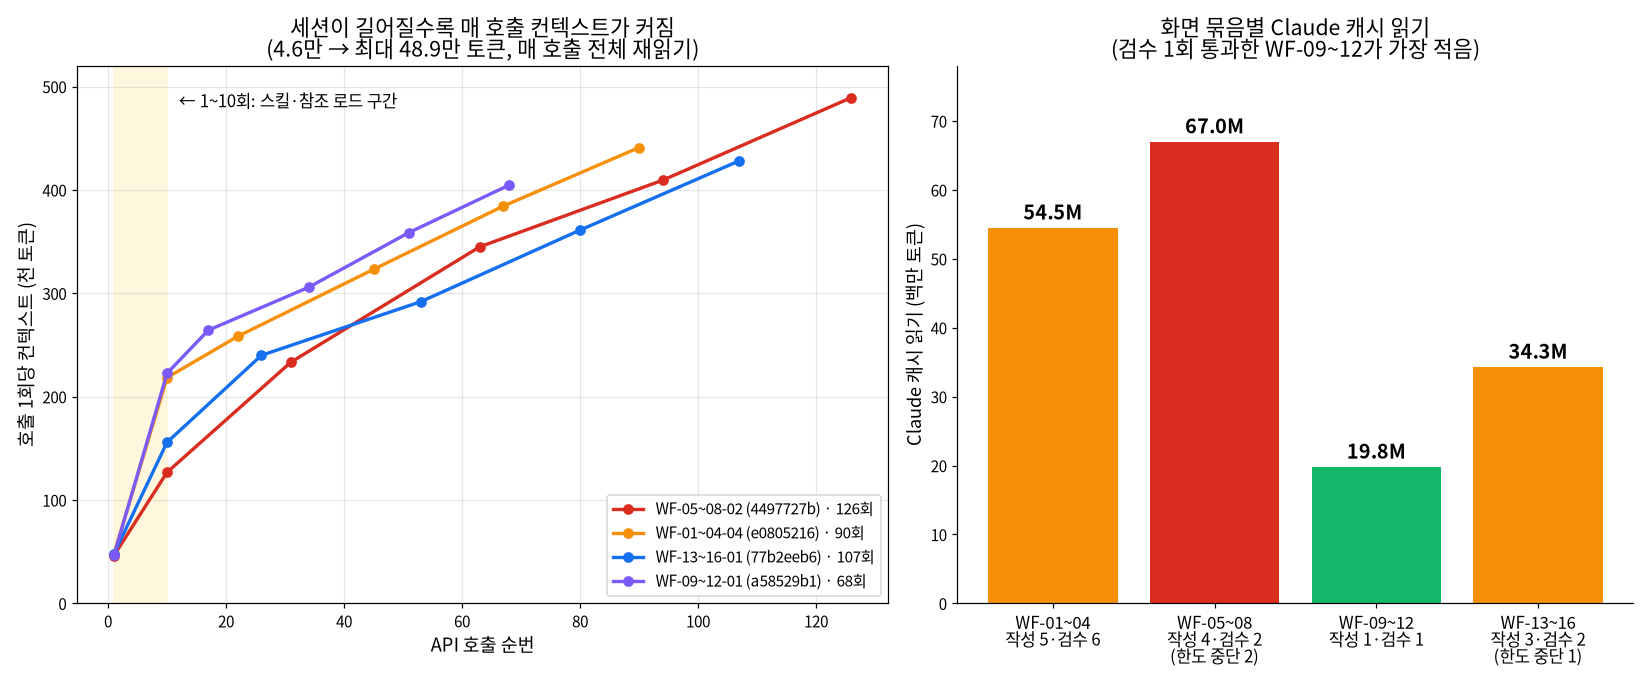 세션이 길어질수록 매 호출 컨텍스트가 커짐
(4.6만 → 최대 48.9만 토큰, 매 호출 전체 재읽기)
← 1~10회: 스킬·참조 로드 구간
호출 1회당 컨텍스트 (천 토큰)
500
400
300
200
100
0
0 20 40 60 80 100 120
API 호출 순번
WF-05~08-02 (4497727b) · 126회
WF-01~04-04 (e0805216) · 90회
WF-13~16-01 (77b2eeb6) · 107회
WF-09~12-01 (a58529b1) · 68회
화면 묶음별 Claude 캐시 읽기
(검수 1회 통과한 WF-09~12가 가장 적음)
Claude 캐시 읽기 (백만 토큰)
70
60
50
40
30
20
10
0
54.5M
67.0M
19.8M
34.3M
WF-01~04
작성 5·검수 6
WF-05~08
작성 4·검수 2
(한도 중단 2)
WF-09~12
작성 1·검수 1
WF-13~16
작성 3·검수 2
(한도 중단 1)